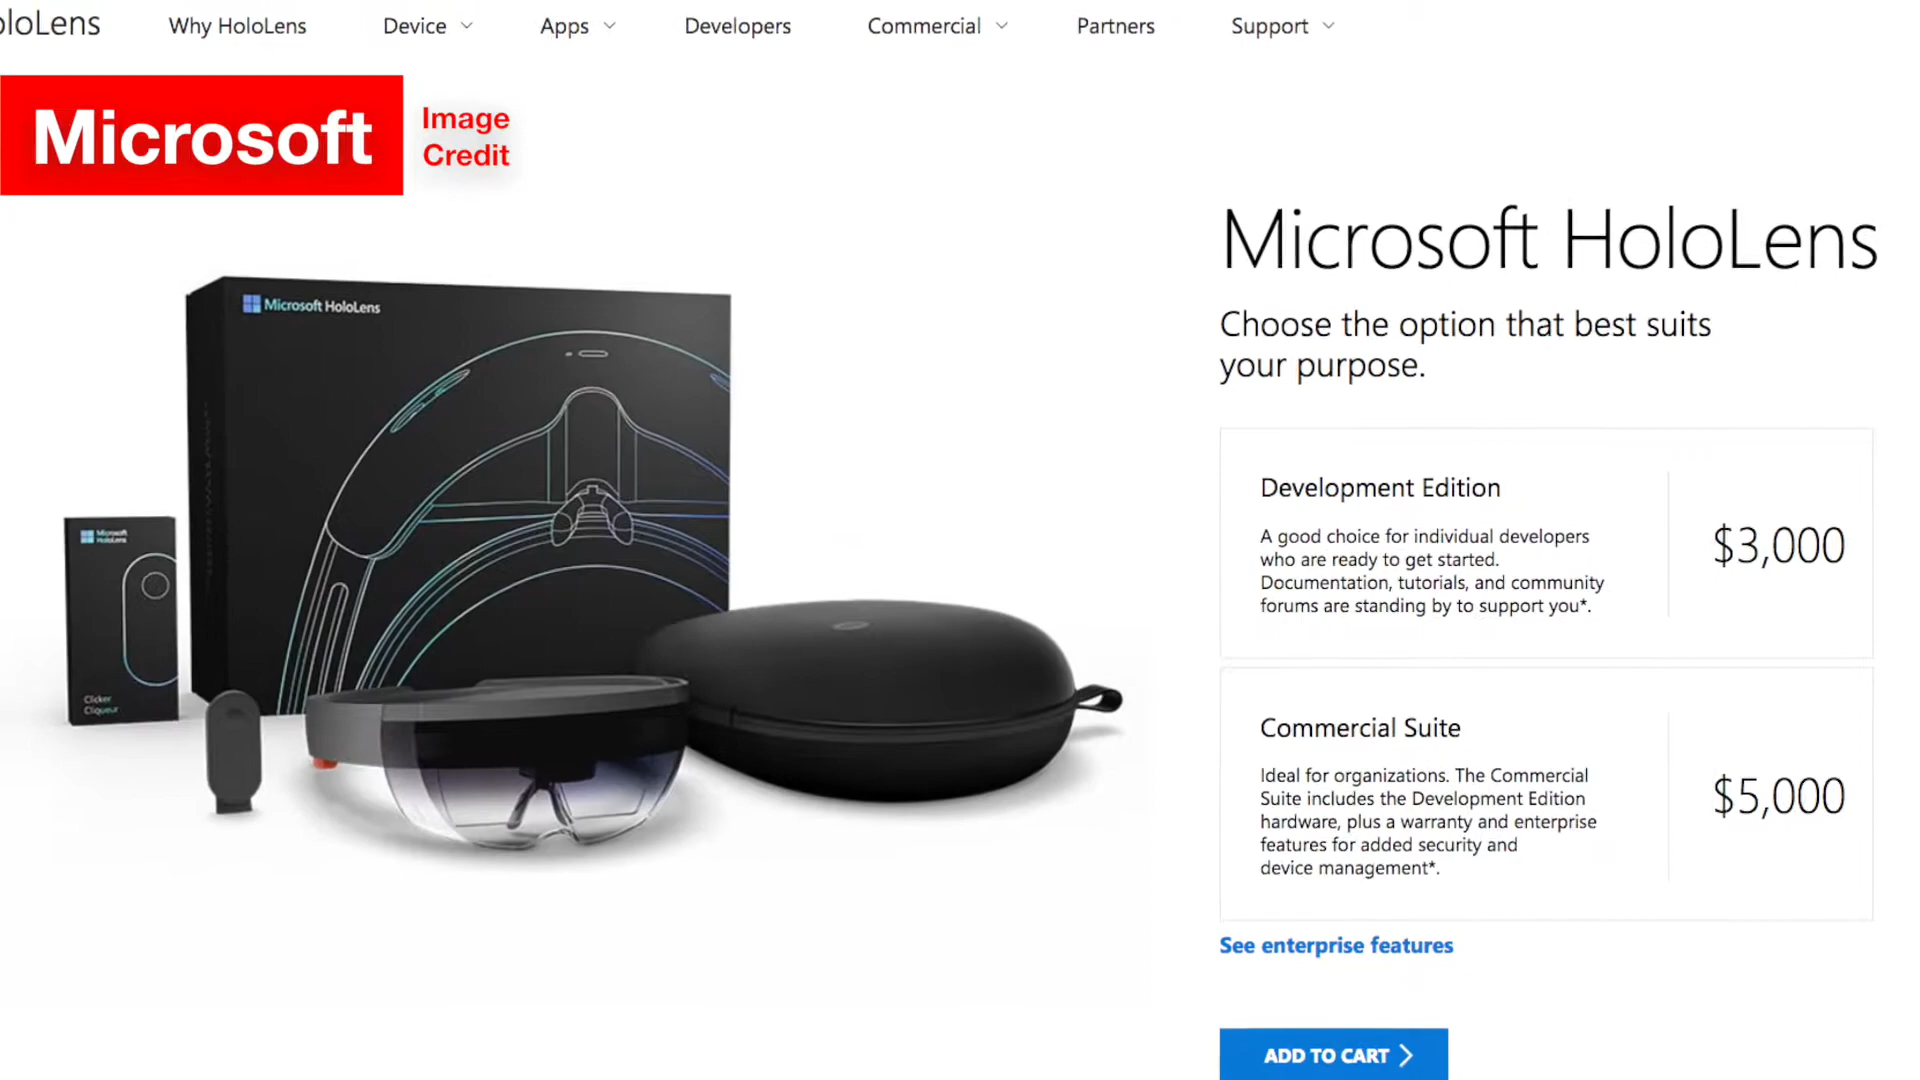 oloLens Why HoloLens Device Apps Developers Commercial Partners Support
Microsoft
Image
Credit
Microsoft HoloLens
Microsoft
HoloLens
Clicker
Cliqueur
Microsoft HoloLens
Choose the option that best suits
your purpose.
Development Edition
A good choice for individual developers
who are ready to get started.
Documentation, tutorials, and community
forums are standing by to support you*.
$3,000
Commercial Suite
Ideal for organizations. The Commercial
Suite includes the Development Edition
hardware, plus a warranty and enterprise
features for added security and
device management*.
$5,000
See enterprise features
ADD TO CART